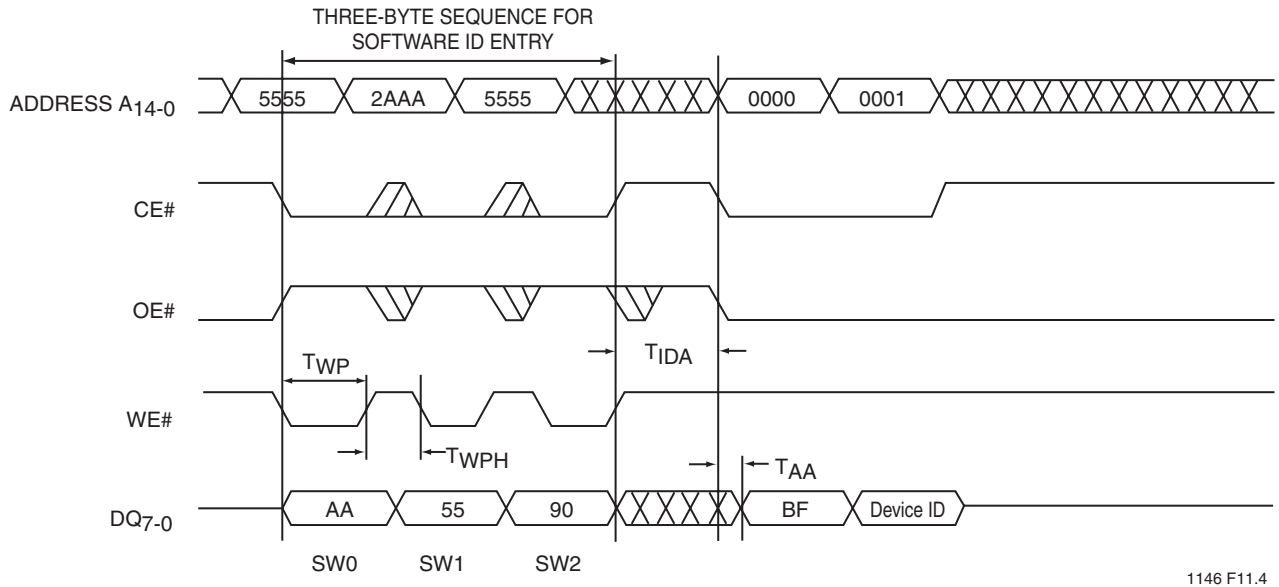 THREE-BYTE SEQUENCE FOR
SOFTWARE ID ENTRY
ADDRESS A14-0
5555 2AAA 5555 0000 0001
CE#
OE#
TIDA
TWP
WE#
TWPH
TAA
DQ7-0
AA 55 90 BF Device ID
SW0 SW1 SW2
1146 F11.4